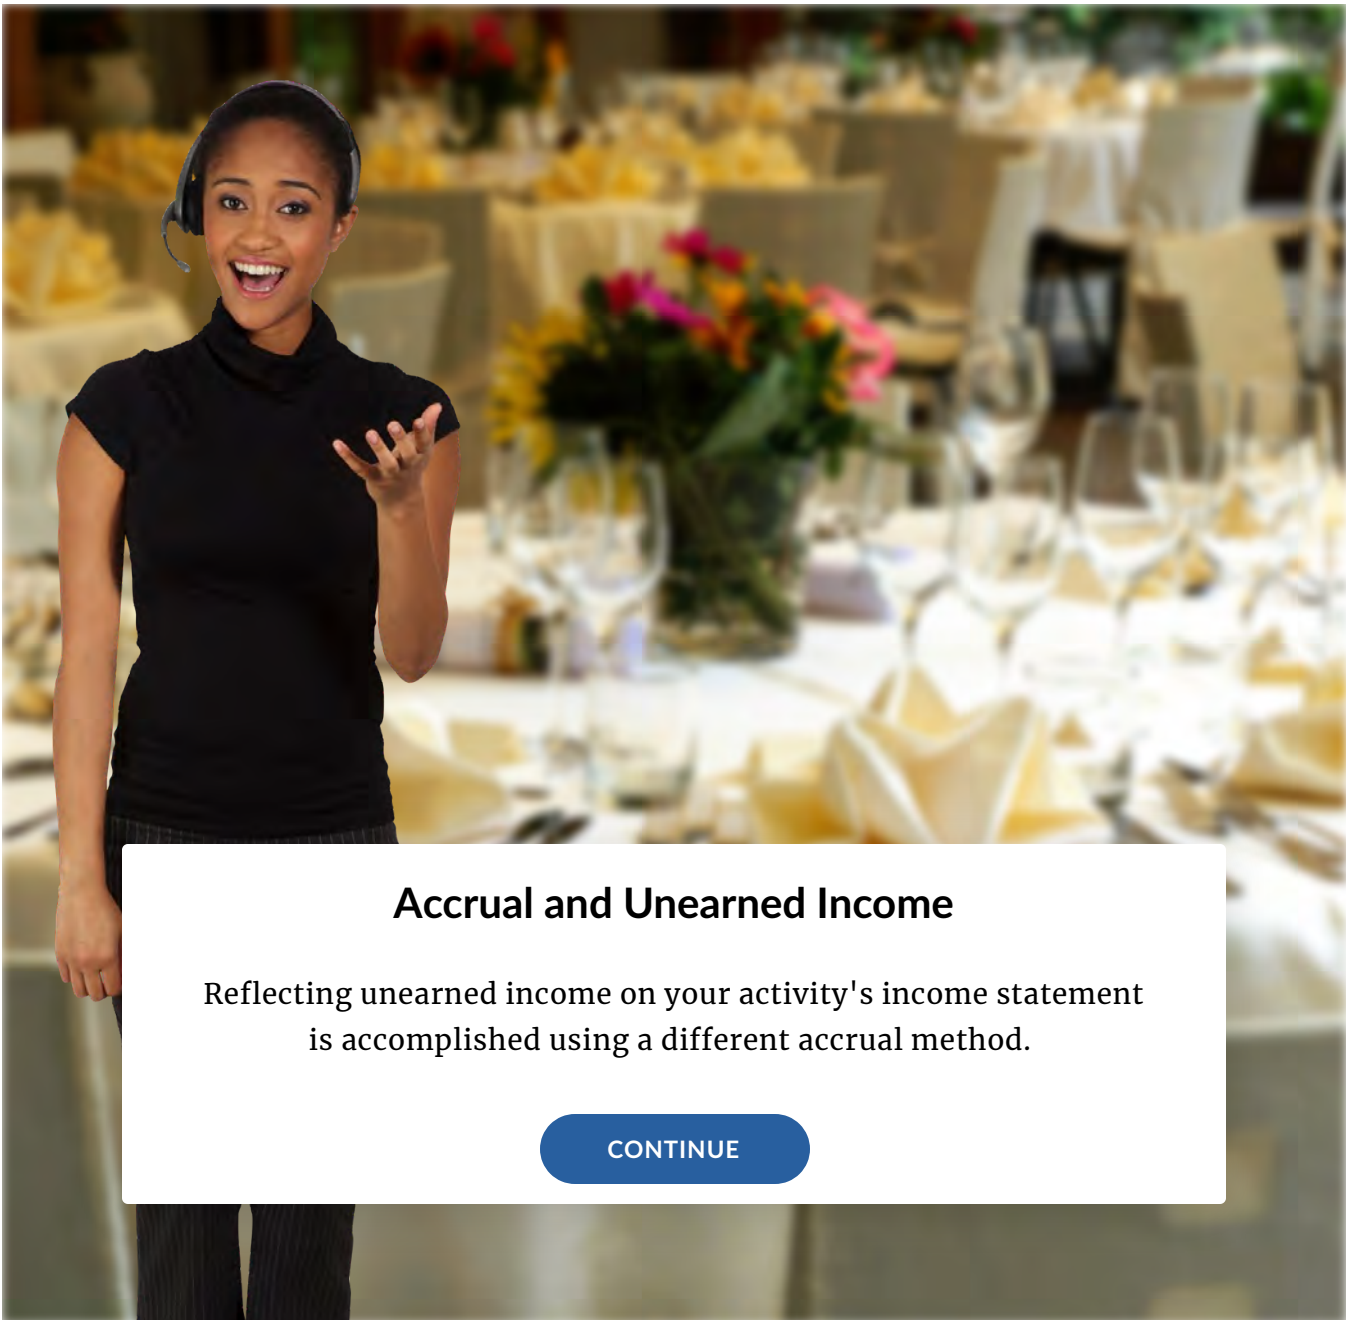 Accrual and Unearned Income
Reflecting unearned income on your activity's income statement
is accomplished using a different accrual method.
CONTINUE